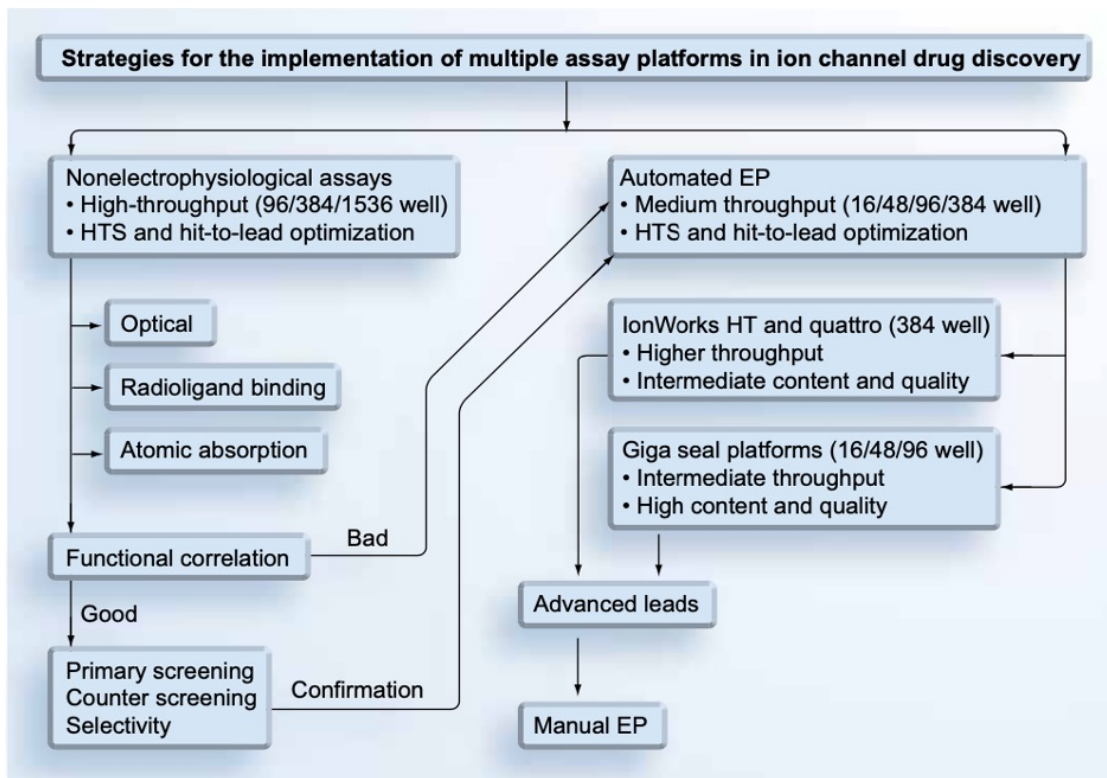 Strategies for the implementation of multiple assay platforms in ion channel drug discovery
Nonelectrophysiological assays
• High-throughput (96/384/1536 well)
• HTS and hit-to-lead optimization
Optical
Radioligand binding
Atomic absorption
Functional correlation
Bad
Good
Primary screening
Counter screening
Selectivity
Confirmation
Automated EP
• Medium throughput (16/48/96/384 well)
• HTS and hit-to-lead optimization
IonWorks HT and quattro (384 well)
• Higher throughput
• Intermediate content and quality
Giga seal platforms (16/48/96 well)
• Intermediate throughput
• High content and quality
Advanced leads
Manual EP